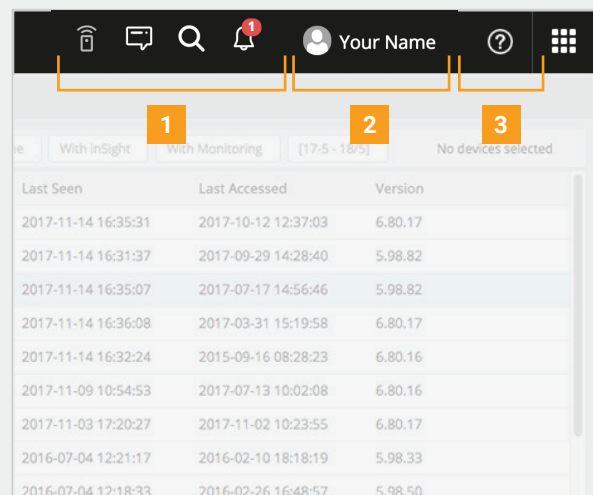 1
Your Name
?
1
2
3
e With inSight With Monitoring [17-5 - 18/5] No devices selected
Last Seen Last Accessed Version
2017-11-14 16:35:31 2017-10-12 12:37:03 6.80.17
2017-11-14 16:31:37 2017-09-29 14:28:40 5.98.82
2017-11-14 16:35:07 2017-07-17 14:56:46 5.98.82
2017-11-14 16:36:08 2017-03-31 15:19:58 6.80.17
2017-11-14 16:32:24 2015-09-16 08:28:23 6.80.16
2017-11-09 10:54:53 2017-07-13 10:02:08 6.80.16
2017-11-03 17:20:27 2017-11-02 10:23:55 6.80.17
2016-07-04 12:21:17 2016-02-10 18:18:19 5.98.33
2016-07-04 12:18:33 2016-02-26 16:48:57 5.98.50